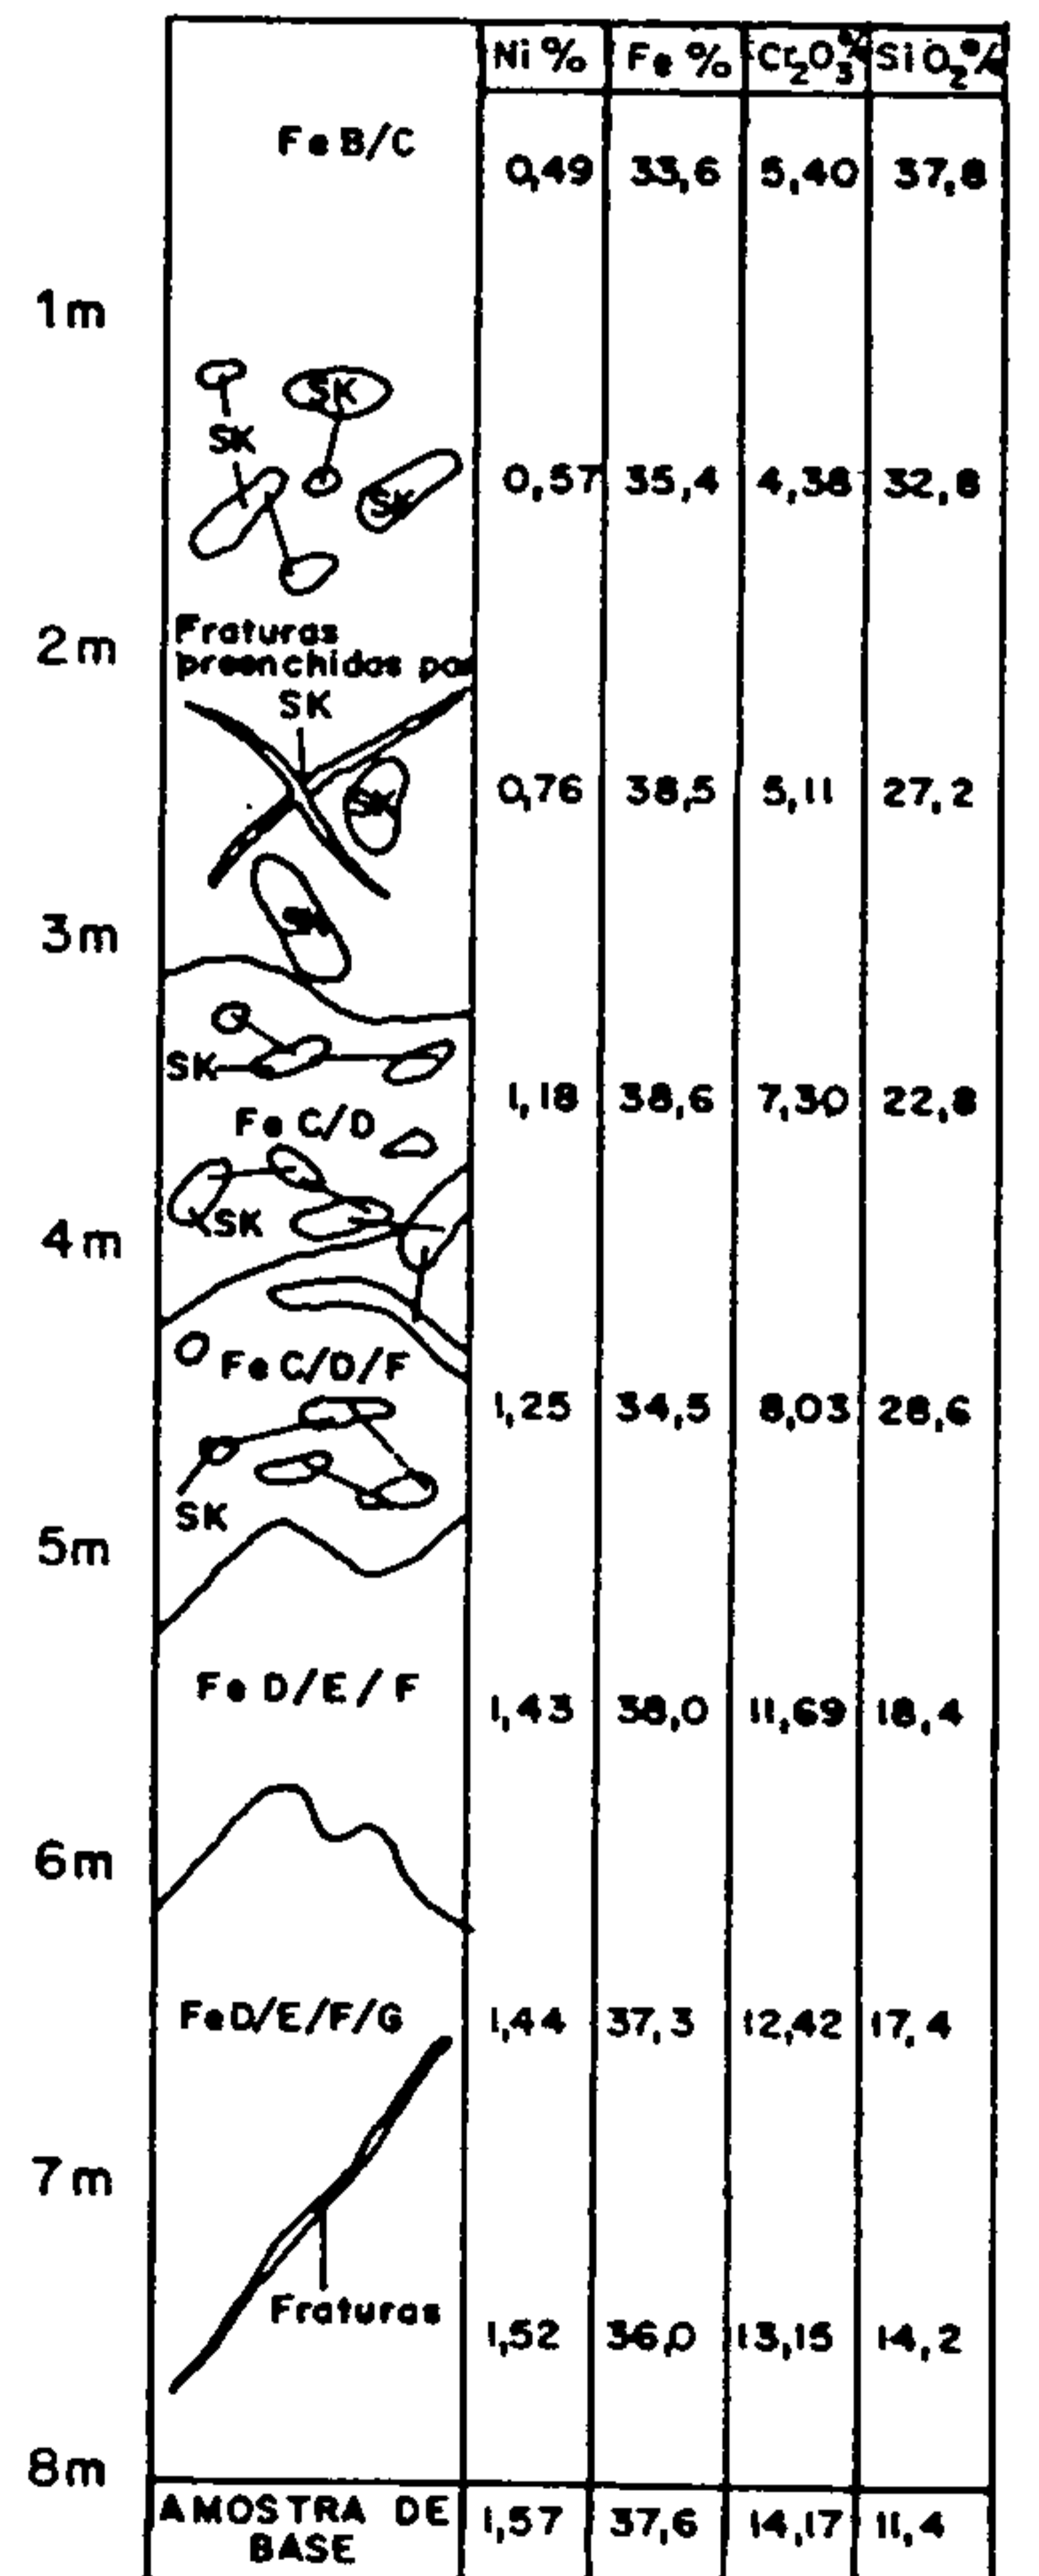 Ni % Fe % Cr2O3 % SiO2 %
FeB/C
0,49 33,6 5,40 37,8
1m
SK
SK
0,57 35,4 4,38 32,8
SK
2m
Fraturas
preenchidas por
SK
0,76 38,5 5,11 27,2
SK
3m
SK
SK
1,18 38,6 7,30 22,8
Fe C/D
SK
4m
Fe C/D/F
1,25 34,5 8,03 28,6
SK
5m
Fe D/E/F
1,43 38,0 11,69 18,4
6m
FeD/E/F/G
1,44 37,3 12,42 17,4
7m
Fraturas
1,52 36,0 13,15 14,2
8m
AMOSTRA DE
BASE
1,57 37,6 14,17 11,4